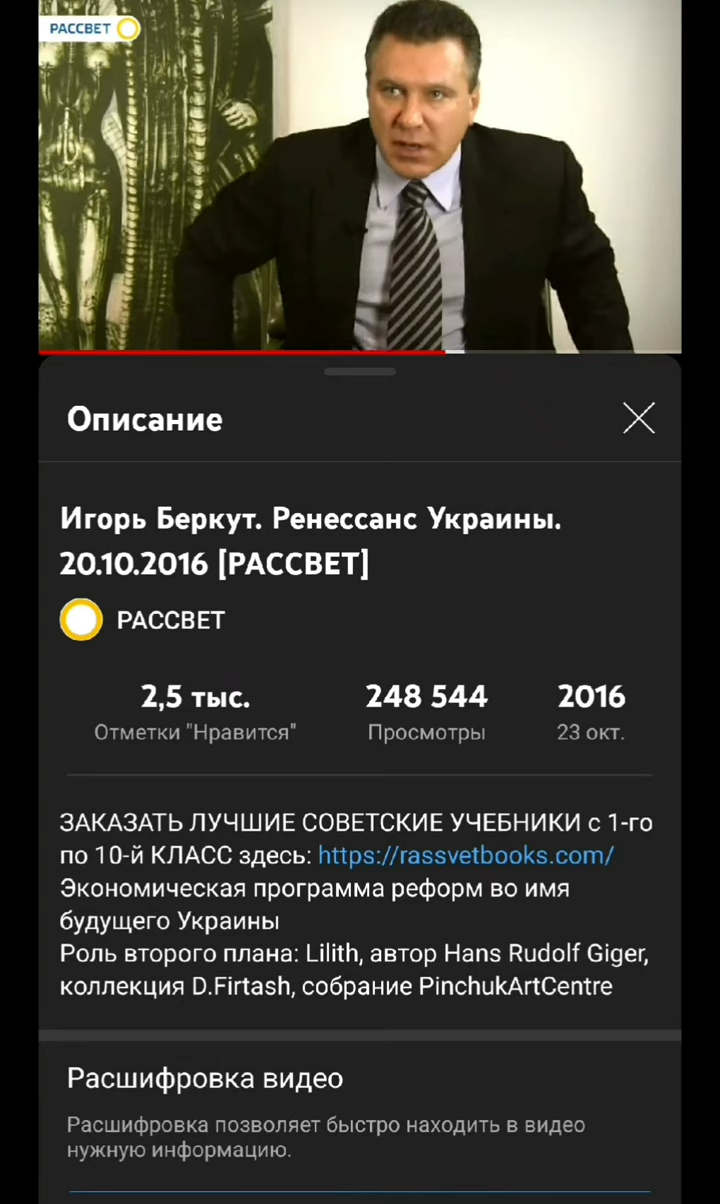 РАССВЕТ
Описание
Игорь Беркут. Ренессанс Украины.
20.10.2016 [РАССВЕТ]
РАССВЕТ
2,5 тыс. 248 544 2016
Отметки "Нравится" Просмотры 23 окт.
ЗАКАЗАТЬ ЛУЧШИЕ СОВЕТСКИЕ УЧЕБНИКИ с 1-го
по 10-й КЛАСС здесь: https://rassvetbooks.com/
Экономическая программа реформ во имя
будущего Украины
Роль второго плана: Lilith, автор Hans Rudolf Giger,
коллекция D.Firtash, собрание PinchukArtCentre
Расшифровка видео
Расшифровка позволяет быстро находить в видео
нужную информацию.